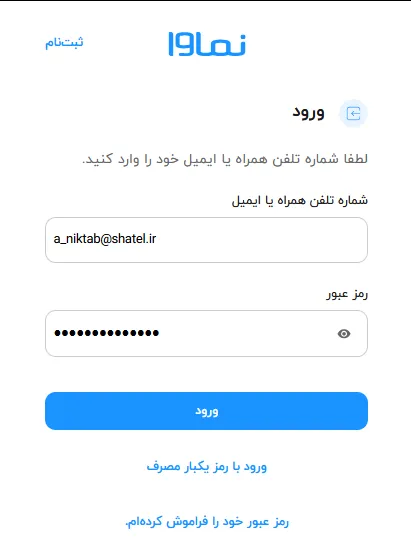 نماوا
ثبت‌نام
ورود
لطفا شماره تلفن همراه یا ایمیل خود را وارد کنید.
شماره تلفن همراه یا ایمیل
a_niktab@shatel.ir
رمز عبور
••••••••••••••
ورود
ورود با رمز یکبار مصرف
رمز عبور خود را فراموش کرده‌ام.